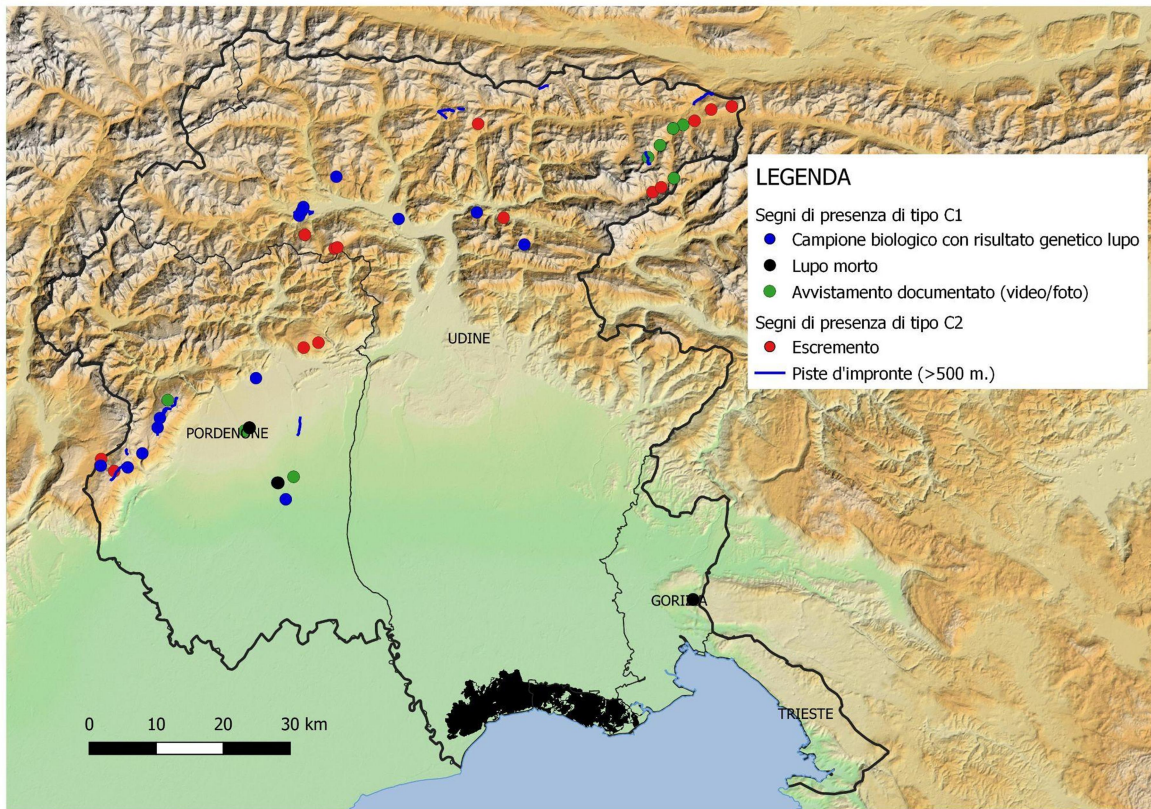 LEGENDA
Segni di presenza di tipo C1
Campione biologico con risultato genetico lupo
Lupo morto
Avvistamento documentato (video/foto)
Segni di presenza di tipo C2
Escremento
Piste d'impronte (>500 m.)
UDINE
PORDENONE
GORIZIA
TRIESTE
0 10 20 30 km